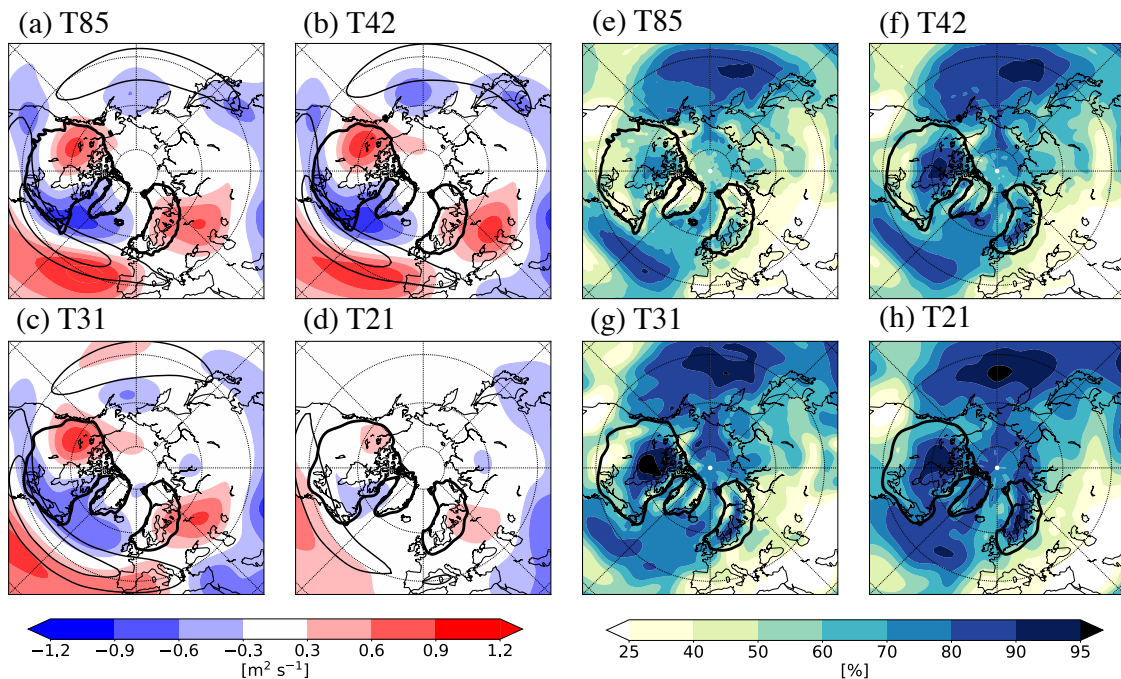 (a) T85 (b) T42 (e) T85 (f) T42
(c) T31 (d) T21 (g) T31 (h) T21
−1.2 −0.9 −0.6 −0.3 0.3 0.6 0.9 1.2
[m² s⁻¹]
25 50 60 70 80 90 95
[%]